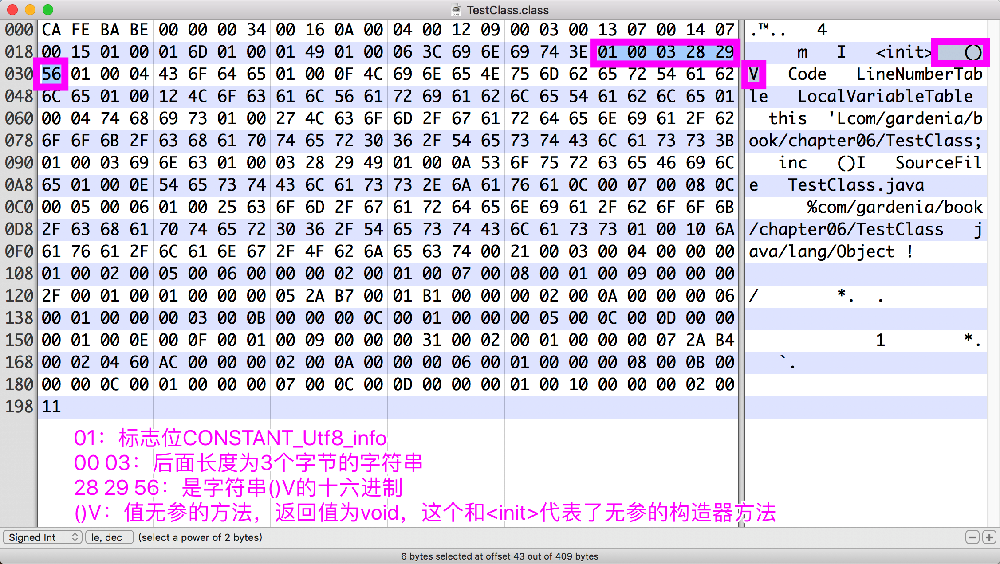 TestClass.class
000 CA FE BA BE 00 00 00 34 00 16 0A 00 04 00 12 09 00 03 00 13 07 00 14 07 .™.. 4
018 00 15 01 00 01 6D 01 00 01 49 01 00 06 3C 69 6E 69 74 3E 01 00 03 28 29 m I <init> ()
030 56 01 00 04 43 6F 64 65 01 00 0F 4C 69 6E 65 4E 75 6D 62 65 72 54 61 62 V Code LineNumberTab
048 6C 65 01 00 12 4C 6F 63 61 6C 56 61 72 69 61 62 6C 65 54 61 62 6C 65 01 le LocalVariableTable
060 00 04 74 68 69 73 01 00 27 4C 63 6F 6D 2F 67 61 72 64 65 6E 69 61 2F 62 this 'Lcom/gardenia/b
078 6F 6F 6B 2F 63 68 61 70 74 65 72 30 36 2F 54 65 73 74 43 6C 61 73 73 3B ook/chapter06/TestClass;
090 01 00 03 69 6E 63 01 00 03 28 29 49 01 00 0A 53 6F 75 72 63 65 46 69 6C inc ()I SourceFil
0A8 65 01 00 0E 54 65 73 74 43 6C 61 73 73 2E 6A 61 76 61 0C 00 07 00 08 0C e TestClass.java
0C0 00 05 00 06 01 00 25 63 6F 6D 2F 67 61 72 64 65 6E 69 61 2F 62 6F 6F 6B %com/gardenia/book
0D8 2F 63 68 61 70 74 65 72 30 36 2F 54 65 73 74 43 6C 61 73 73 01 00 10 6A /chapter06/TestClass j
0F0 61 76 61 2F 6C 61 6E 67 2F 4F 62 6A 65 63 74 00 21 00 03 00 04 00 00 00 ava/lang/Object !
108 01 00 02 00 05 00 06 00 00 00 02 00 01 00 07 00 08 00 01 00 09 00 00 00
120 2F 00 01 00 01 00 00 00 05 2A B7 00 01 B1 00 00 00 02 00 0A 00 00 00 06 / *. .
138 00 01 00 00 00 03 00 0B 00 00 00 0C 00 01 00 00 00 05 00 0C 00 0D 00 00
150 00 01 00 0E 00 0F 00 01 00 09 00 00 00 31 00 02 00 01 00 00 00 07 2A B4 1 *.
168 00 02 04 60 AC 00 00 00 02 00 0A 00 00 00 06 00 01 00 00 00 08 00 0B 00 `.
180 00 00 0C 00 01 00 00 00 07 00 0C 00 0D 00 00 00 01 00 10 00 00 00 02 00
198 11
01：标志位CONSTANT_Utf8_info
00 03：后面长度为3个字节的字符串
28 29 56：是字符串()V的十六进制
()V：值无参的方法，返回值为void，这个和<init>代表了无参的构造器方法
Signed Int le, dec (select a power of 2 bytes)
6 bytes selected at offset 43 out of 409 bytes